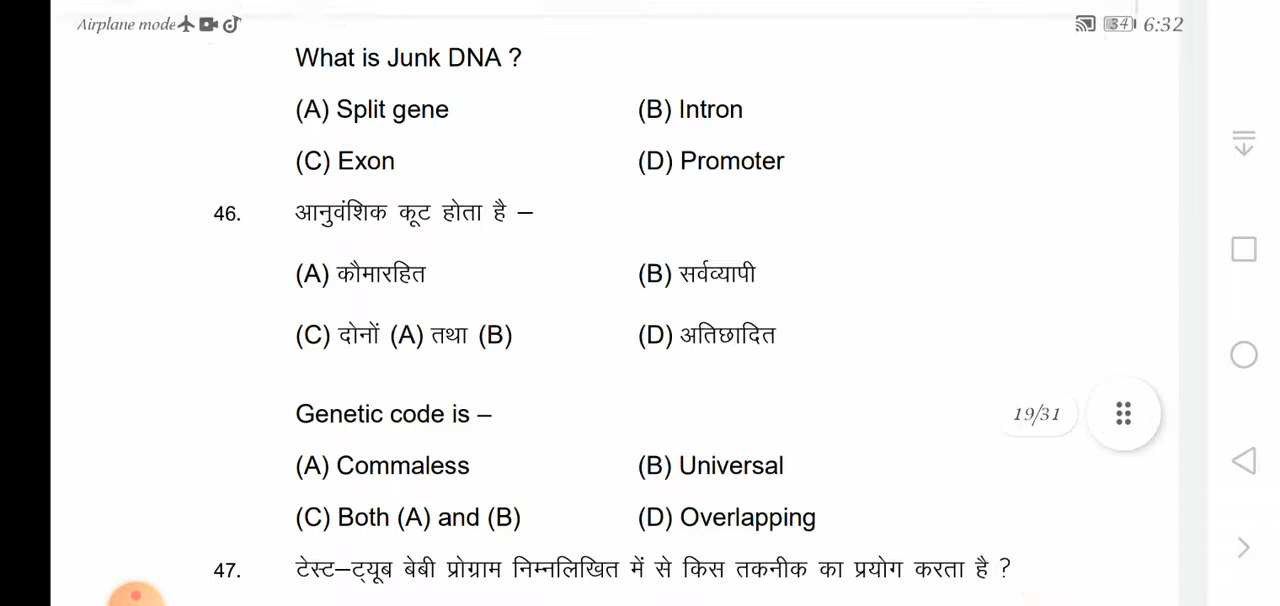 Airplane mode 34 6:32
What is Junk DNA ?
(A) Split gene (B) Intron
(C) Exon (D) Promoter
46. आनुवंशिक कूट होता है –
(A) कौमारहित (B) सर्वव्यापी
(C) दोनों (A) तथा (B) (D) अतिछादित
Genetic code is –
19/31
(A) Commaless (B) Universal
(C) Both (A) and (B) (D) Overlapping
47. टेस्ट–ट्यूब बेबी प्रोग्राम निम्नलिखित में से किस तकनीक का प्रयोग करता है ?